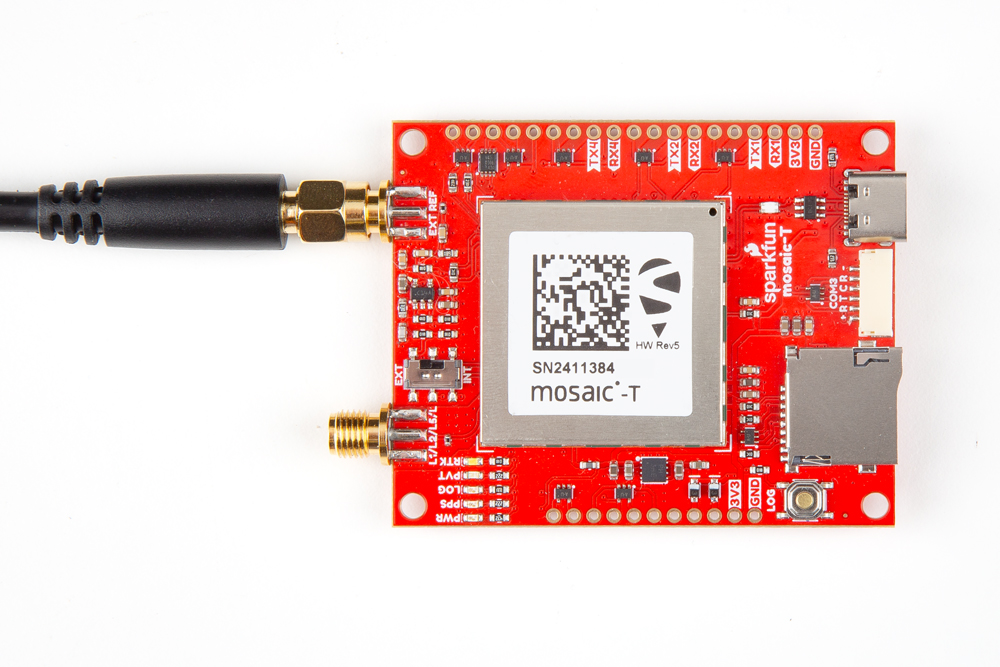 TX4
RX4
TX2
RX2
TX1
RX1
3V3
GND
EXT REF
sparkfun
mosaic-T
COM3
+RTCR-
HW Rev5
SN2411384
mosaic-T
EXT
INT
L1/L2/L5/L
RTK
PVT
LOG
PPS
PWR
3V3
GND
LOG